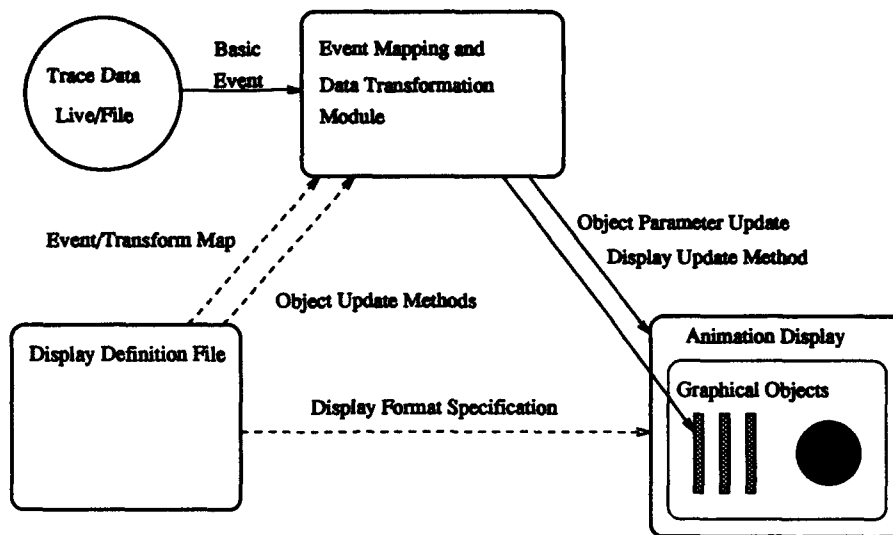 Trace Data
Live/File
Basic
Event
Event Mapping and
Data Transformation
Module
Event/Transform Map
Object Update Methods
Object Parameter Update
Display Update Method
Display Definition File
Display Format Specification
Animation Display
Graphical Objects